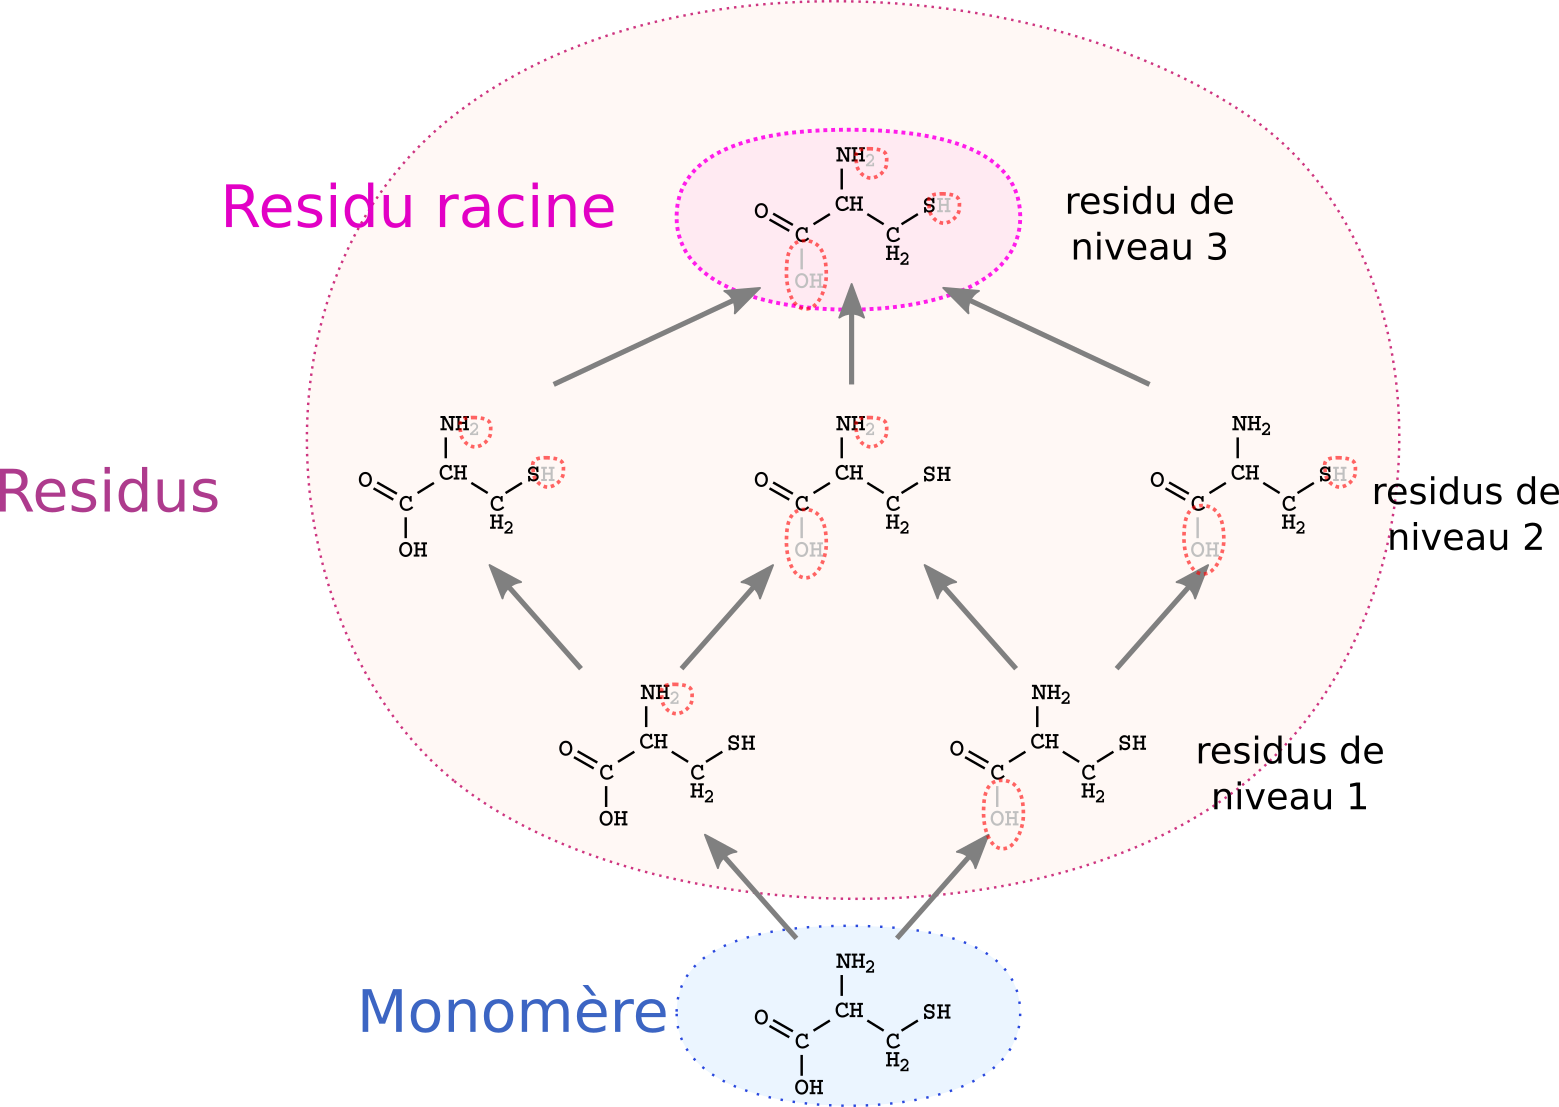 NH2
SH
Residu racine
O
CH
C
C
H2
OH
residu de
niveau 3
NH2
SH
O
CH
C
C
H2
OH
NH2
SH
O
CH
C
C
H2
OH
NH2
SH
O
CH
C
C
H2
OH
Residus
residus de
niveau 2
NH2
SH
O
CH
C
C
H2
OH
NH2
SH
O
CH
C
C
H2
OH
residus de
niveau 1
Monomère
NH2
SH
O
CH
C
C
H2
OH